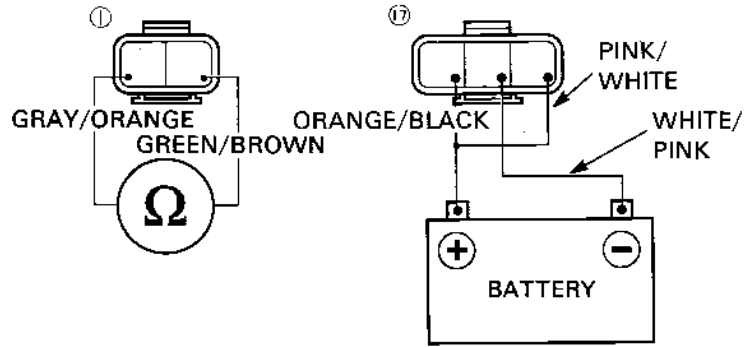 ①
GRAY/ORANGE
GREEN/BROWN
Ω
⑰
PINK/
WHITE
ORANGE/BLACK
WHITE/
PINK
+
−
BATTERY